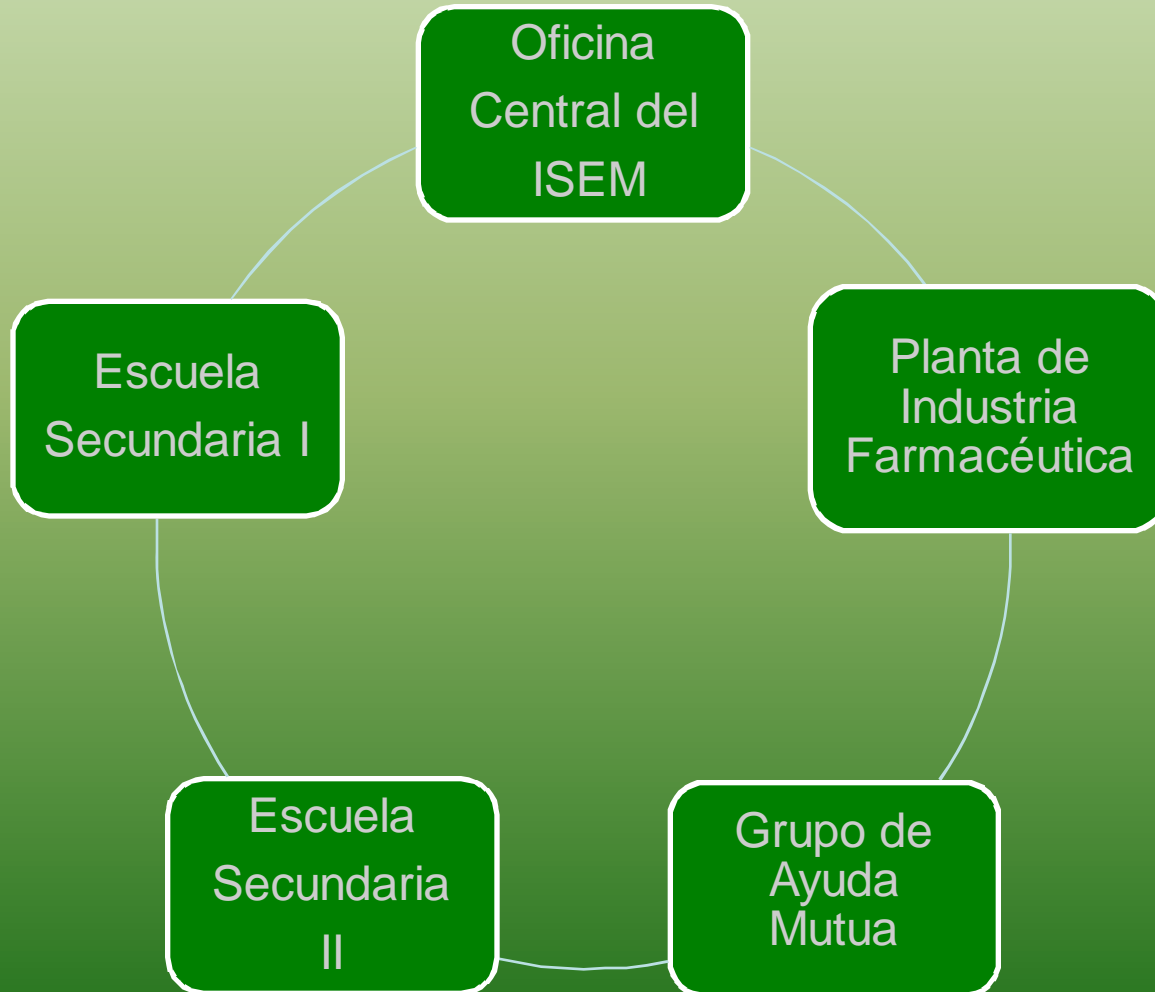 Oficina
Central del
ISEM
Planta de
Industria
Farmacéutica
Grupo de
Ayuda
Mutua
Escuela
Secundaria
II
Escuela
Secundaria I